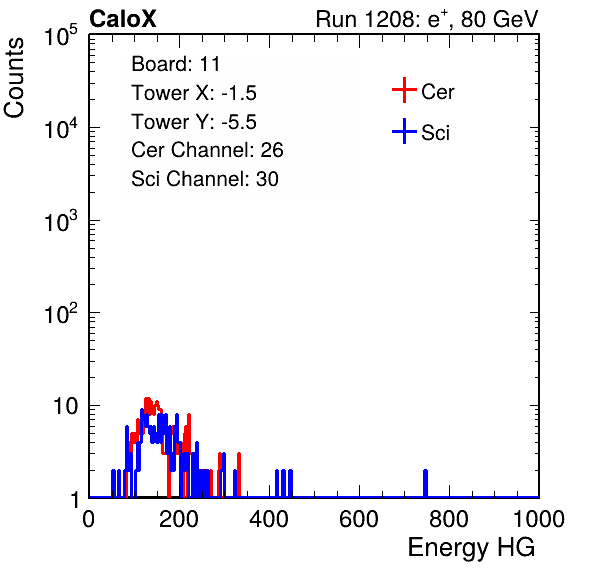 CaloX Run 1208: e⁺, 80 GeV
Counts
Board: 11
Tower X: -1.5
Tower Y: -5.5
Cer Channel: 26
Sci Channel: 30
Cer
Sci
10⁵
10⁴
10³
10²
10
1
0 200 400 600 800 1000
Energy HG